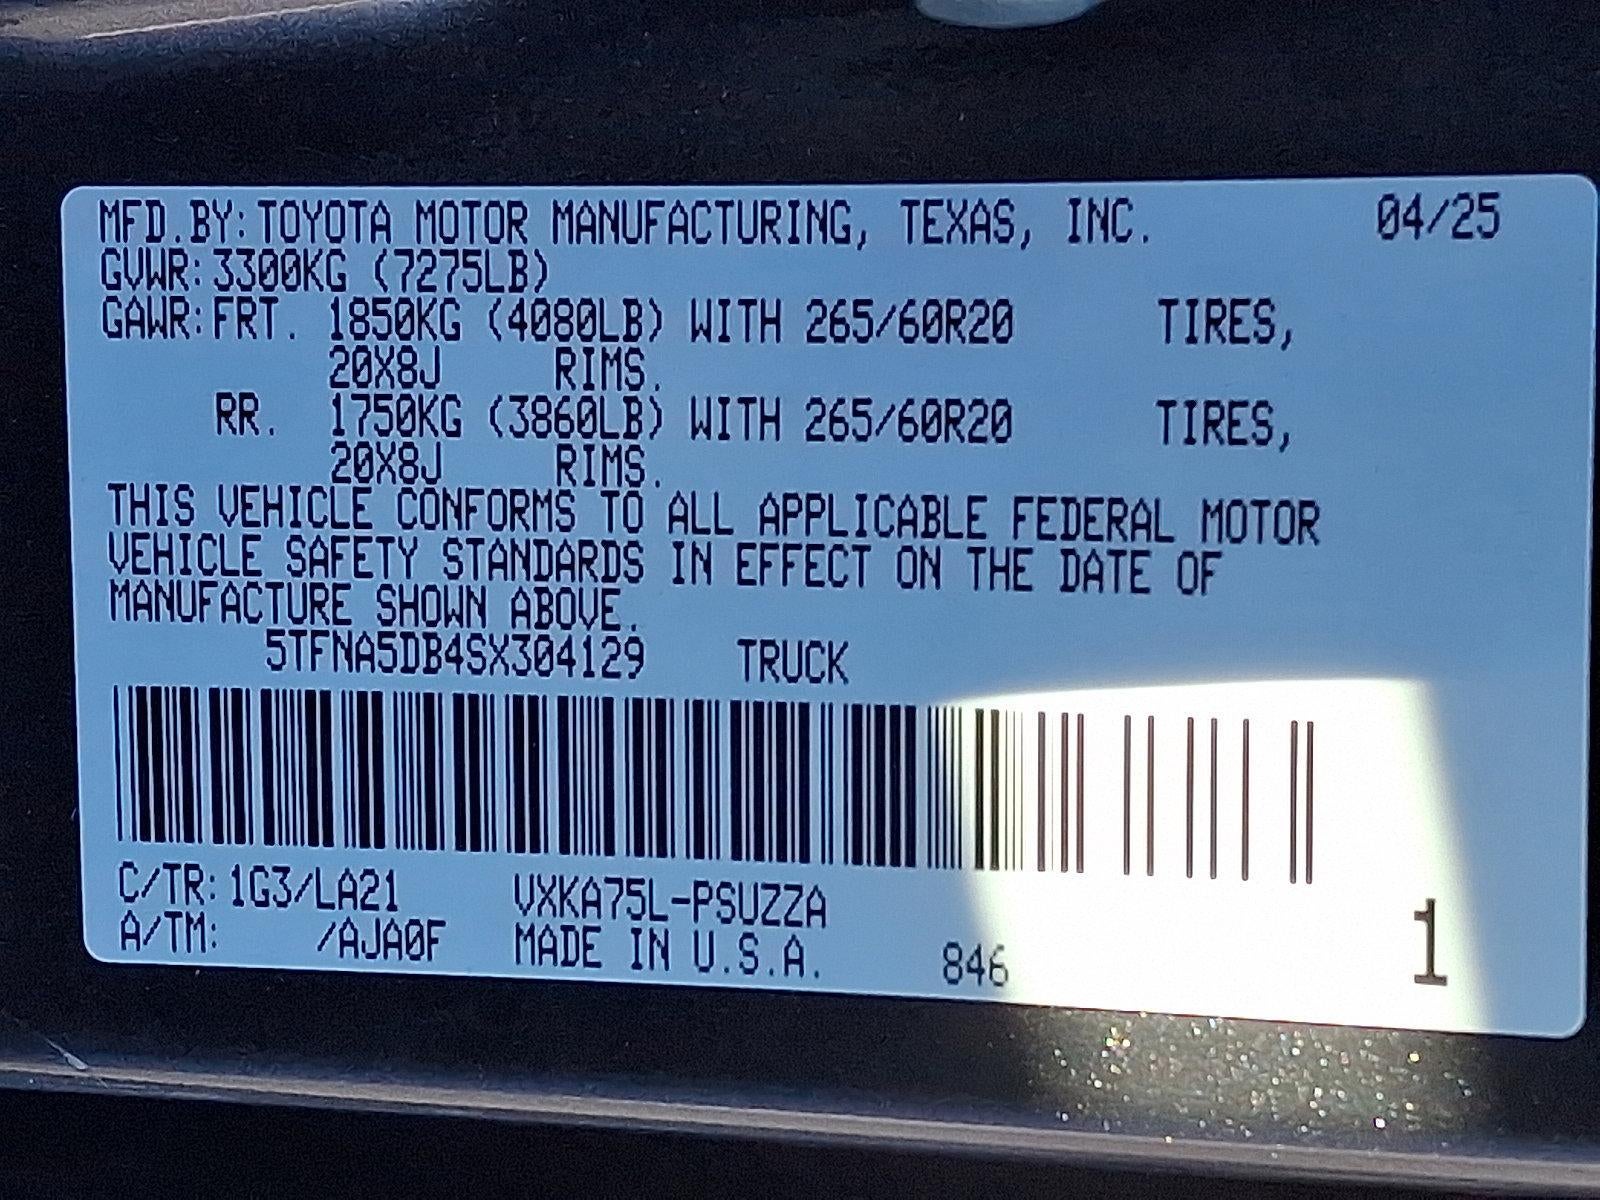 MFD.BY:TOYOTA MOTOR MANUFACTURING, TEXAS, INC. 04/25
GVWR:3300KG (7275LB)
GAWR:FRT. 1850KG (4080LB) WITH 265/60R20 TIRES,
20X8J RIMS.
RR. 1750KG (3860LB) WITH 265/60R20 TIRES,
20X8J RIMS.
THIS VEHICLE CONFORMS TO ALL APPLICABLE FEDERAL MOTOR
VEHICLE SAFETY STANDARDS IN EFFECT ON THE DATE OF
MANUFACTURE SHOWN ABOVE.
5TFNA5DB4SX304129 TRUCK
C/TR:1G3/LA21 VXKA75L-PSUZZA
A/TM: /AJA0F MADE IN U.S.A. 846 1